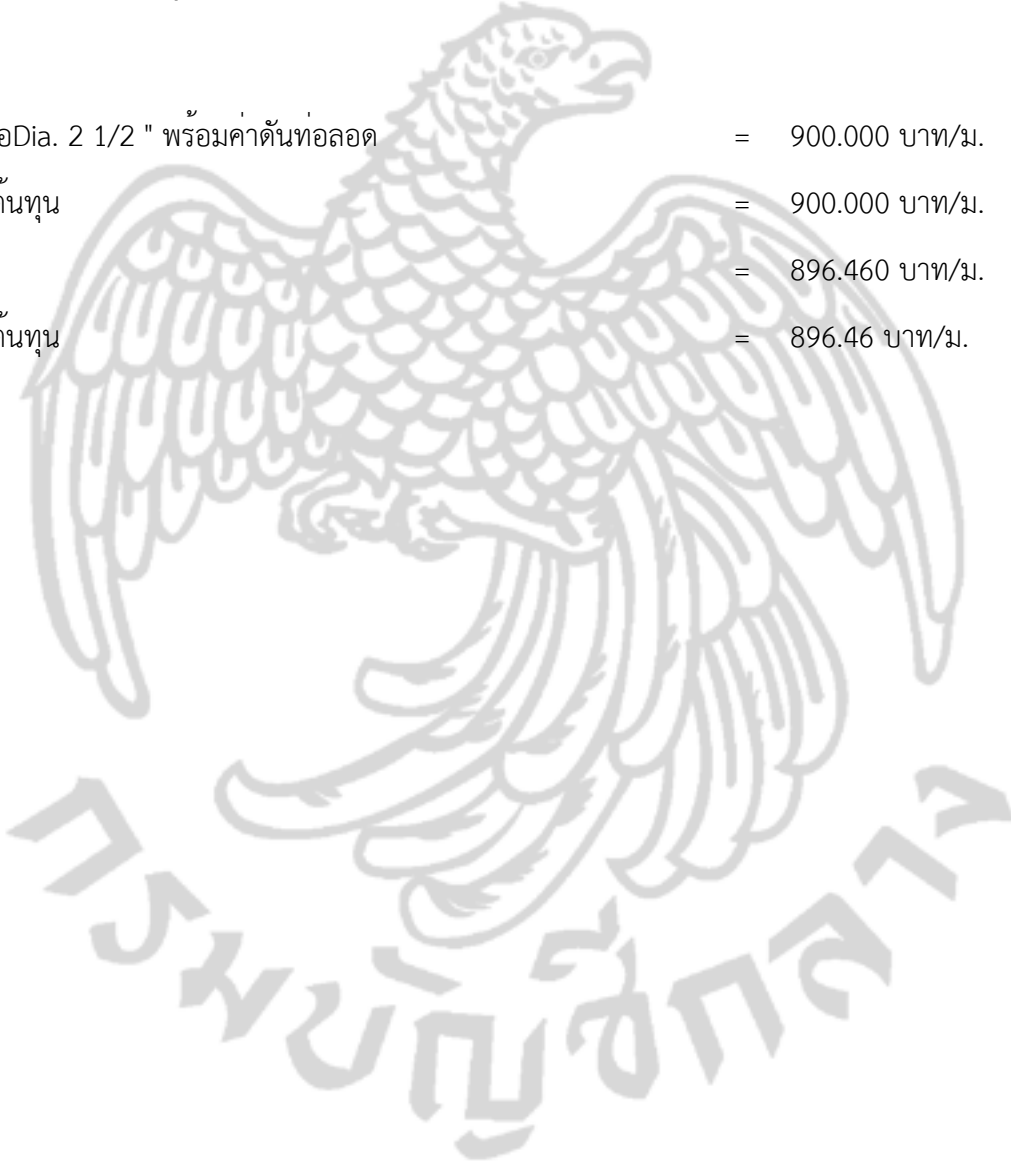 อDia. 2 1/2 " พร้อมค่าดันท่อลอด = 900.000 บาท/ม.
้นทุน = 900.000 บาท/ม.
= 896.460 บาท/ม.
้นทุน = 896.46 บาท/ม.
กรมบัญชีกลาง